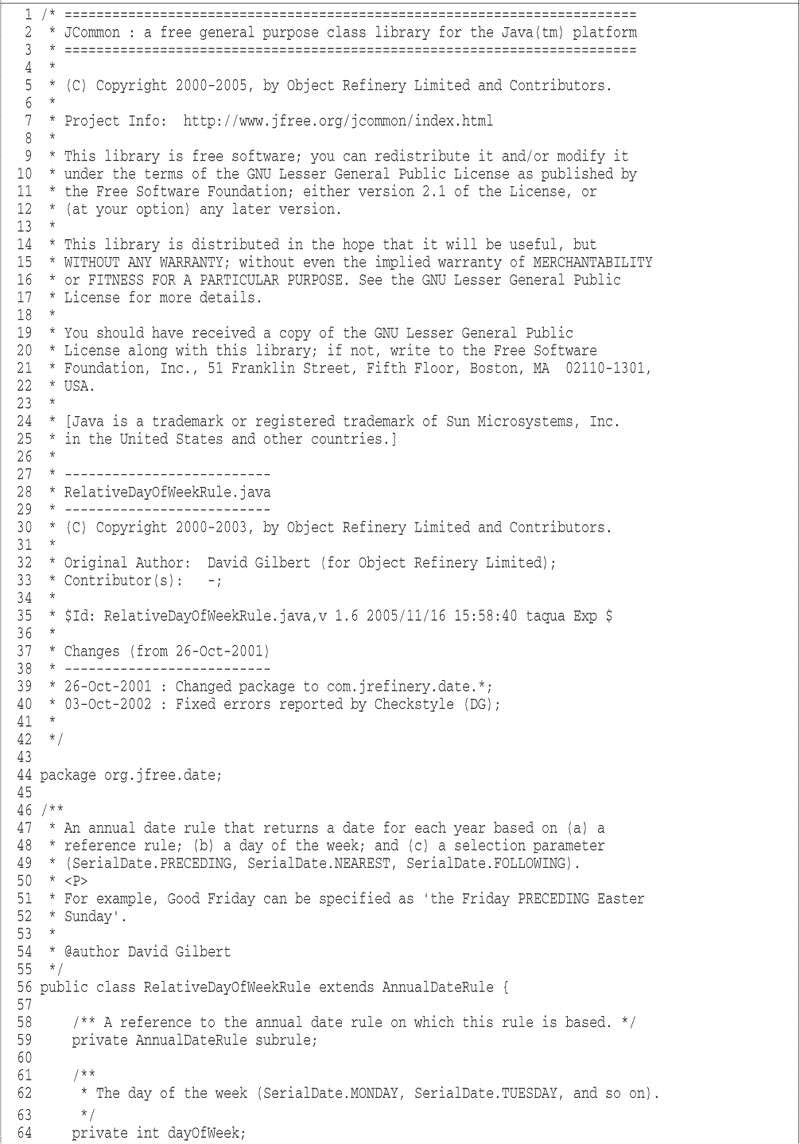 1 /* ========================================================================
2  * JCommon : a free general purpose class library for the Java(tm) platform
3  * ========================================================================
4  *
5  * (C) Copyright 2000-2005, by Object Refinery Limited and Contributors.
6  *
7  * Project Info:  http://www.jfree.org/jcommon/index.html
8  *
9  * This library is free software; you can redistribute it and/or modify it
10  * under the terms of the GNU Lesser General Public License as published by
11  * the Free Software Foundation; either version 2.1 of the License, or
12  * (at your option) any later version.
13  *
14  * This library is distributed in the hope that it will be useful, but
15  * WITHOUT ANY WARRANTY; without even the implied warranty of MERCHANTABILITY
16  * or FITNESS FOR A PARTICULAR PURPOSE. See the GNU Lesser General Public
17  * License for more details.
18  *
19  * You should have received a copy of the GNU Lesser General Public
20  * License along with this library; if not, write to the Free Software
21  * Foundation, Inc., 51 Franklin Street, Fifth Floor, Boston, MA  02110-1301,
22  * USA.
23  *
24  * [Java is a trademark or registered trademark of Sun Microsystems, Inc.
25  * in the United States and other countries.]
26  *
27  * --------------------------
28  * RelativeDayOfWeekRule.java
29  * --------------------------
30  * (C) Copyright 2000-2003, by Object Refinery Limited and Contributors.
31  *
32  * Original Author:  David Gilbert (for Object Refinery Limited);
33  * Contributor(s):   -;
34  *
35  * $Id: RelativeDayOfWeekRule.java,v 1.6 2005/11/16 15:58:40 taqua Exp $
36  *
37  * Changes (from 26-Oct-2001)
38  * --------------------------
39  * 26-Oct-2001 : Changed package to com.jrefinery.date.*;
40  * 03-Oct-2002 : Fixed errors reported by Checkstyle (DG);
41  *
42  */
43
44 package org.jfree.date;
45
46 /**
47  * An annual date rule that returns a date for each year based on (a) a
48  * reference rule; (b) a day of the week; and (c) a selection parameter
49  * (SerialDate.PRECEDING, SerialDate.NEAREST, SerialDate.FOLLOWING).
50  * <P>
51  * For example, Good Friday can be specified as 'the Friday PRECEDING Easter
52  * Sunday'.
53  *
54  * @author David Gilbert
55  */
56 public class RelativeDayOfWeekRule extends AnnualDateRule {
57
58     /** A reference to the annual date rule on which this rule is based. */
59     private AnnualDateRule subrule;
60
61     /**
62      * The day of the week (SerialDate.MONDAY, SerialDate.TUESDAY, and so on).
63      */
64     private int dayOfWeek;